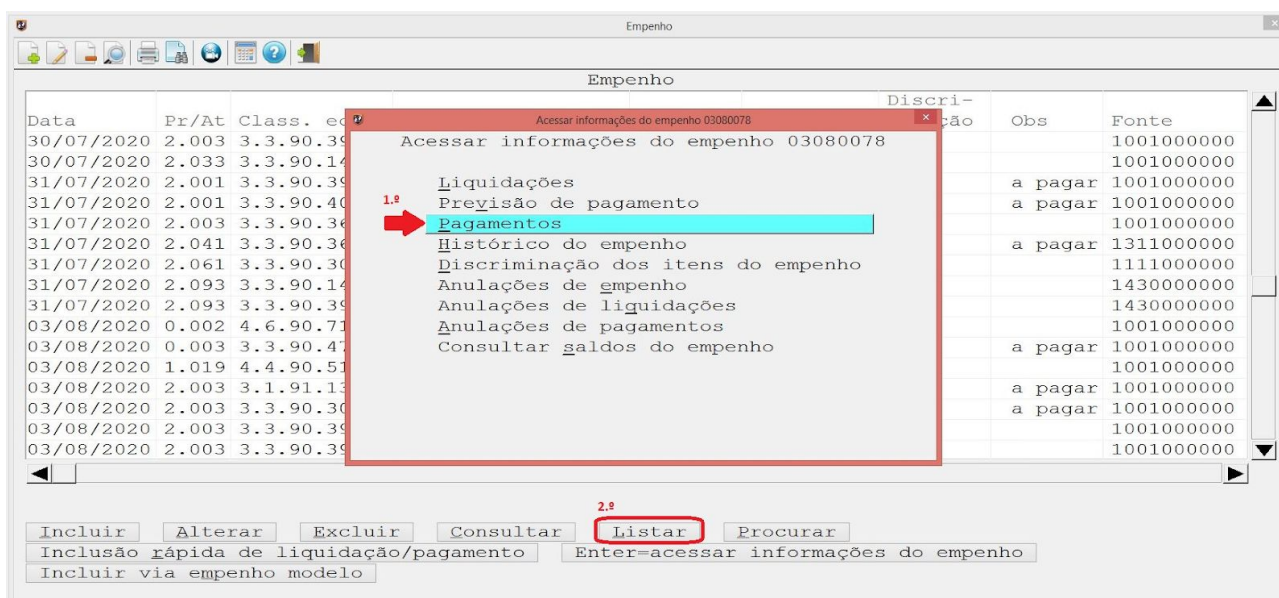 Empenho
Empenho
Discri-
Data Pr/At Class. ec ção Obs Fonte
Acessar informações do empenho 03080078
Acessar informações do empenho 03080078
30/07/2020 2.003 3.3.90.39 1001000000
30/07/2020 2.033 3.3.90.14 1001000000
31/07/2020 2.001 3.3.90.39 a pagar 1001000000
31/07/2020 2.001 3.3.90.40 a pagar 1001000000
31/07/2020 2.003 3.3.90.36 1001000000
31/07/2020 2.041 3.3.90.36 a pagar 1311000000
31/07/2020 2.061 3.3.90.30 1111000000
31/07/2020 2.093 3.3.90.14 1430000000
31/07/2020 2.093 3.3.90.39 1430000000
03/08/2020 0.002 4.6.90.71 1001000000
03/08/2020 0.003 3.3.90.47 a pagar 1001000000
03/08/2020 1.019 4.4.90.51 1001000000
03/08/2020 2.003 3.1.91.13 a pagar 1001000000
03/08/2020 2.003 3.3.90.30 a pagar 1001000000
03/08/2020 2.003 3.3.90.39 1001000000
03/08/2020 2.003 3.3.90.39 1001000000
Liquidações
1.º
Previsão de pagamento
Pagamentos
Histórico do empenho
Discriminação dos itens do empenho
Anulações de empenho
Anulações de liquidações
Anulações de pagamentos
Consultar saldos do empenho
2.º
Incluir Alterar Excluir Consultar Listar Procurar
Inclusão rápida de liquidação/pagamento Enter=acessar informações do empenho
Incluir via empenho modelo